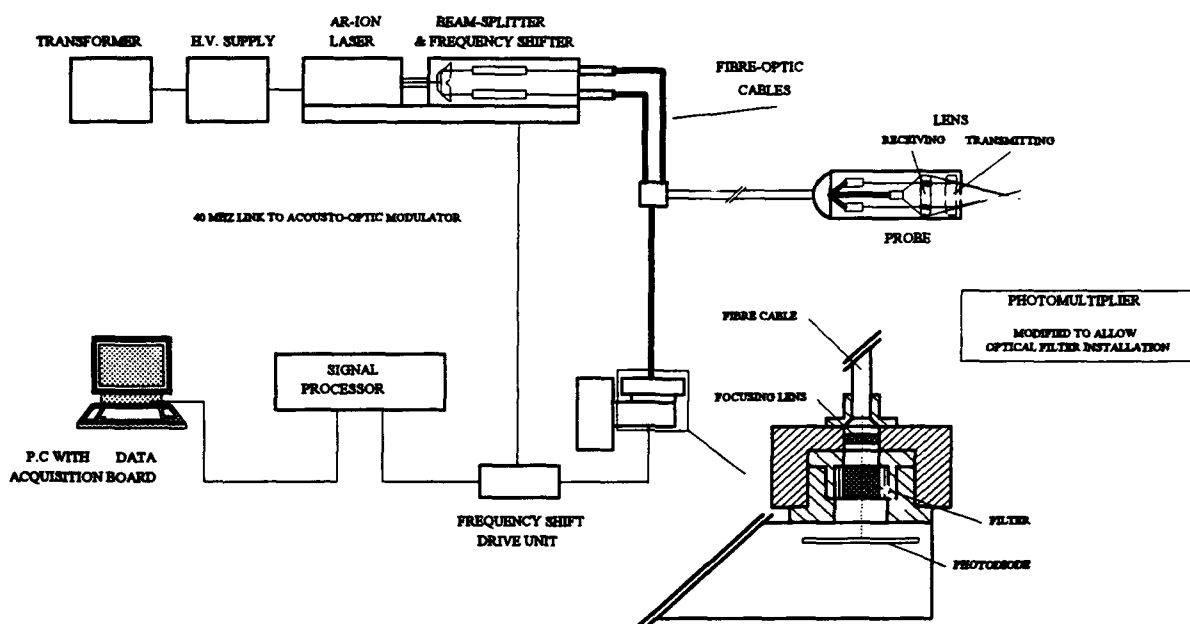 TRANSFORMER
H.V. SUPPLY
AR-ION
LASER
BEAM-SPLITTER
& FREQUENCY SHIFTER
FIBRE-OPTIC
CABLES
LENS
RECEIVING TRANSMITTING
PROBE
40 MHZ LINK TO ACOUSTO-OPTIC MODULATOR
PHOTOMULTIPLIER
MODIFIED TO ALLOW
OPTICAL FILTER INSTALLATION
FIBRE CABLE
FOCUSING LENS
SIGNAL
PROCESSOR
P.C WITH DATA
ACQUISITION BOARD
FREQUENCY SHIFT
DRIVE UNIT
FILTER
PHOTODIODE